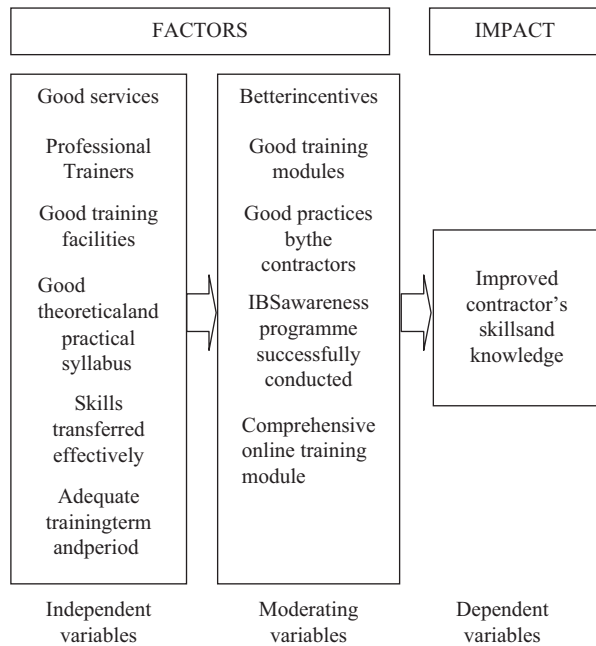 FACTORS
IMPACT
Good services
Professional
Trainers
Good training
facilities
Good
theoreticaland
practical
syllabus
Skills
transferred
effectively
Adequate
trainingterm
andperiod
Betterincentives
Good training
modules
Good practices
bythe
contractors
IBSawareness
programme
successfully
conducted
Comprehensive
online training
module
Improved
contractor’s
skillsand
knowledge
Independent
variables
Moderating
variables
Dependent
variables